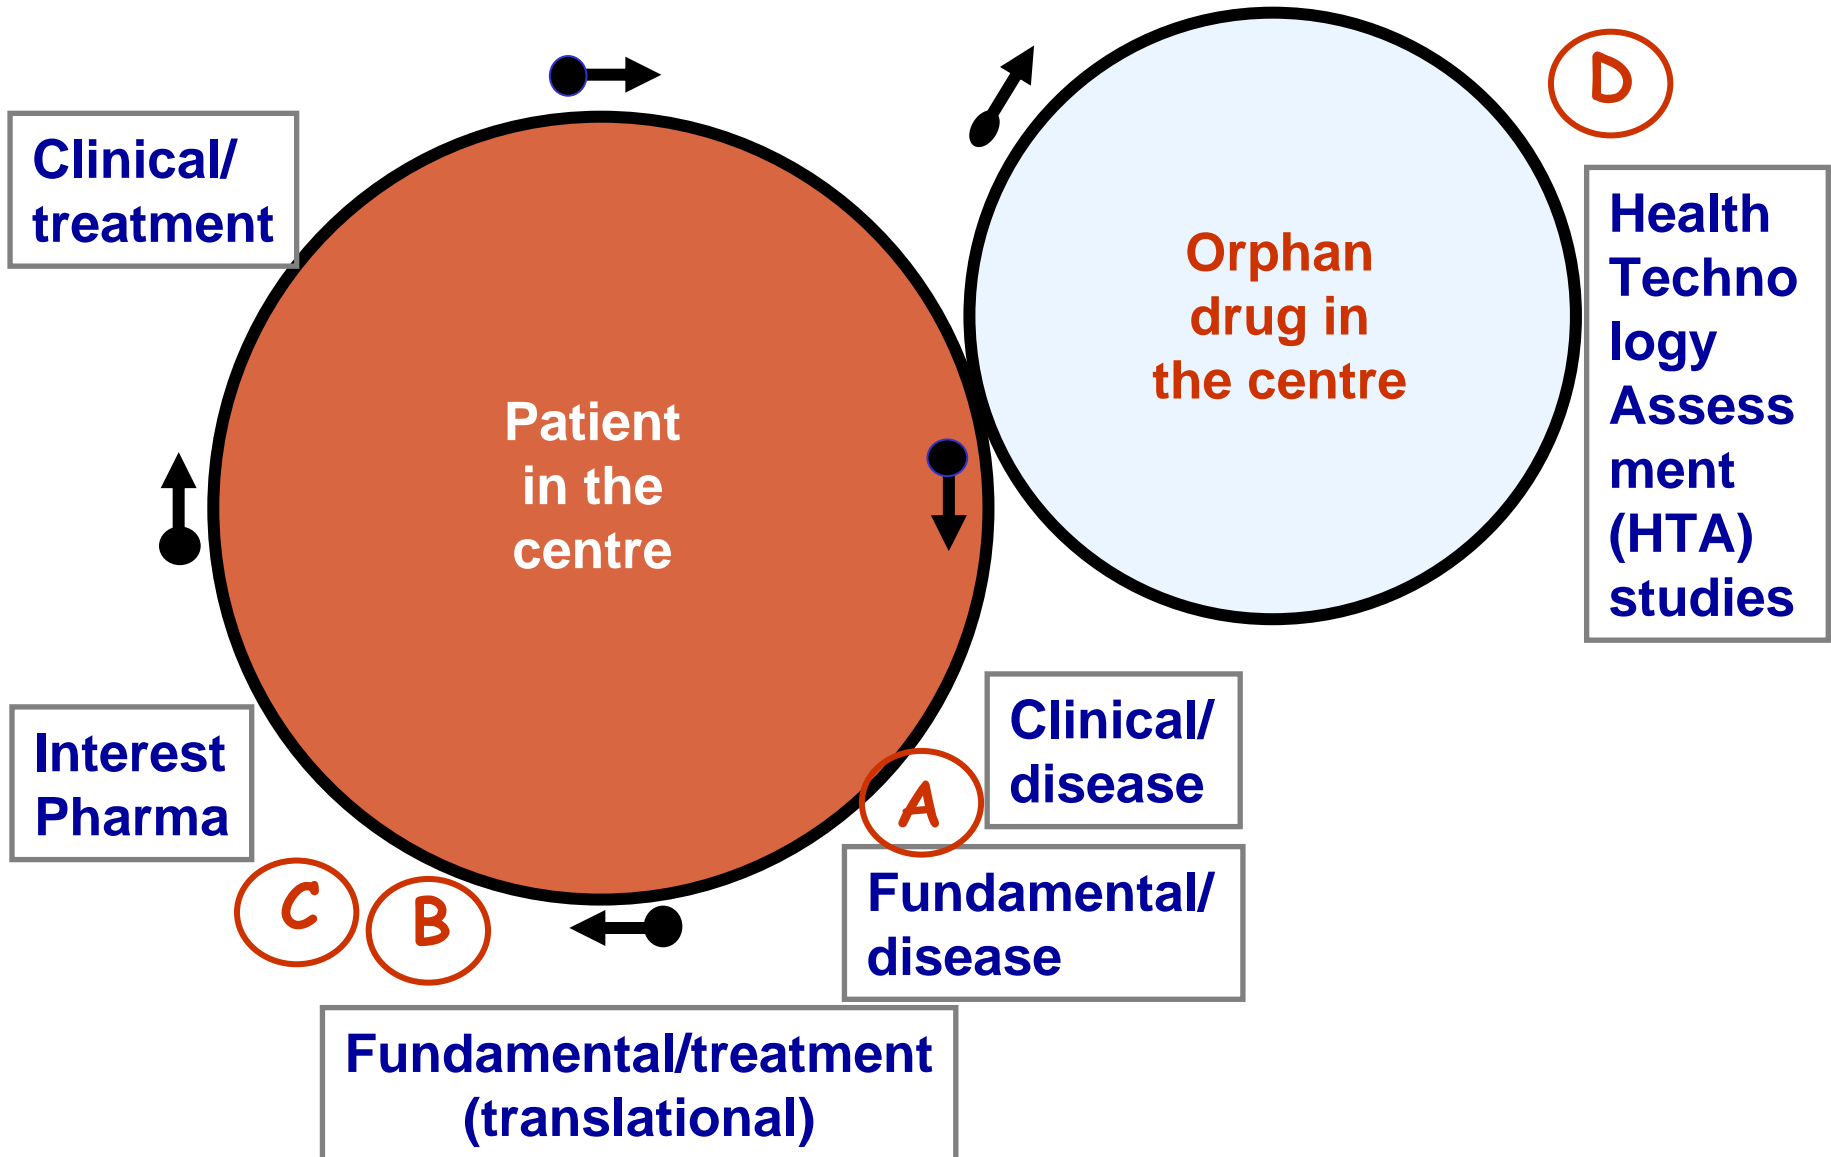 D
Clinical/
treatment
Health
Techno
logy
Assess
ment
(HTA)
studies
Orphan
drug in
the centre
Patient
in the
centre
Clinical/
disease
Interest
Pharma
A
Fundamental/
disease
C
B
Fundamental/treatment
(translational)